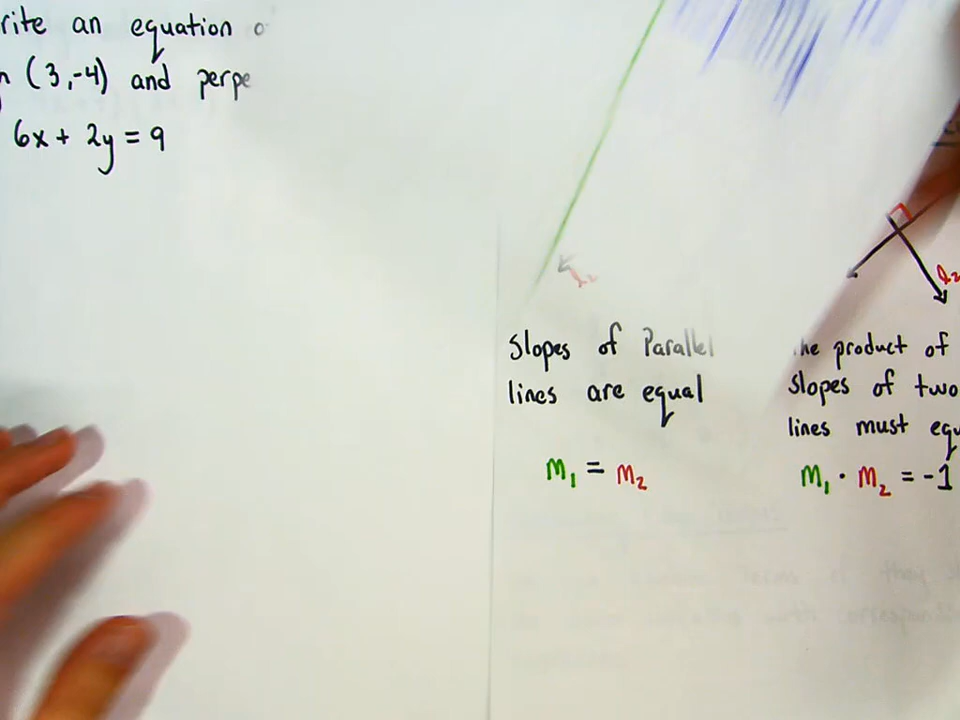 rite an equation o
(3,-4) and perpe
6x + 2y = 9
Slopes of Parallel
lines are equal
m₁ = m₂
he product of
slopes of two
lines must equ
m₁ · m₂ = -1